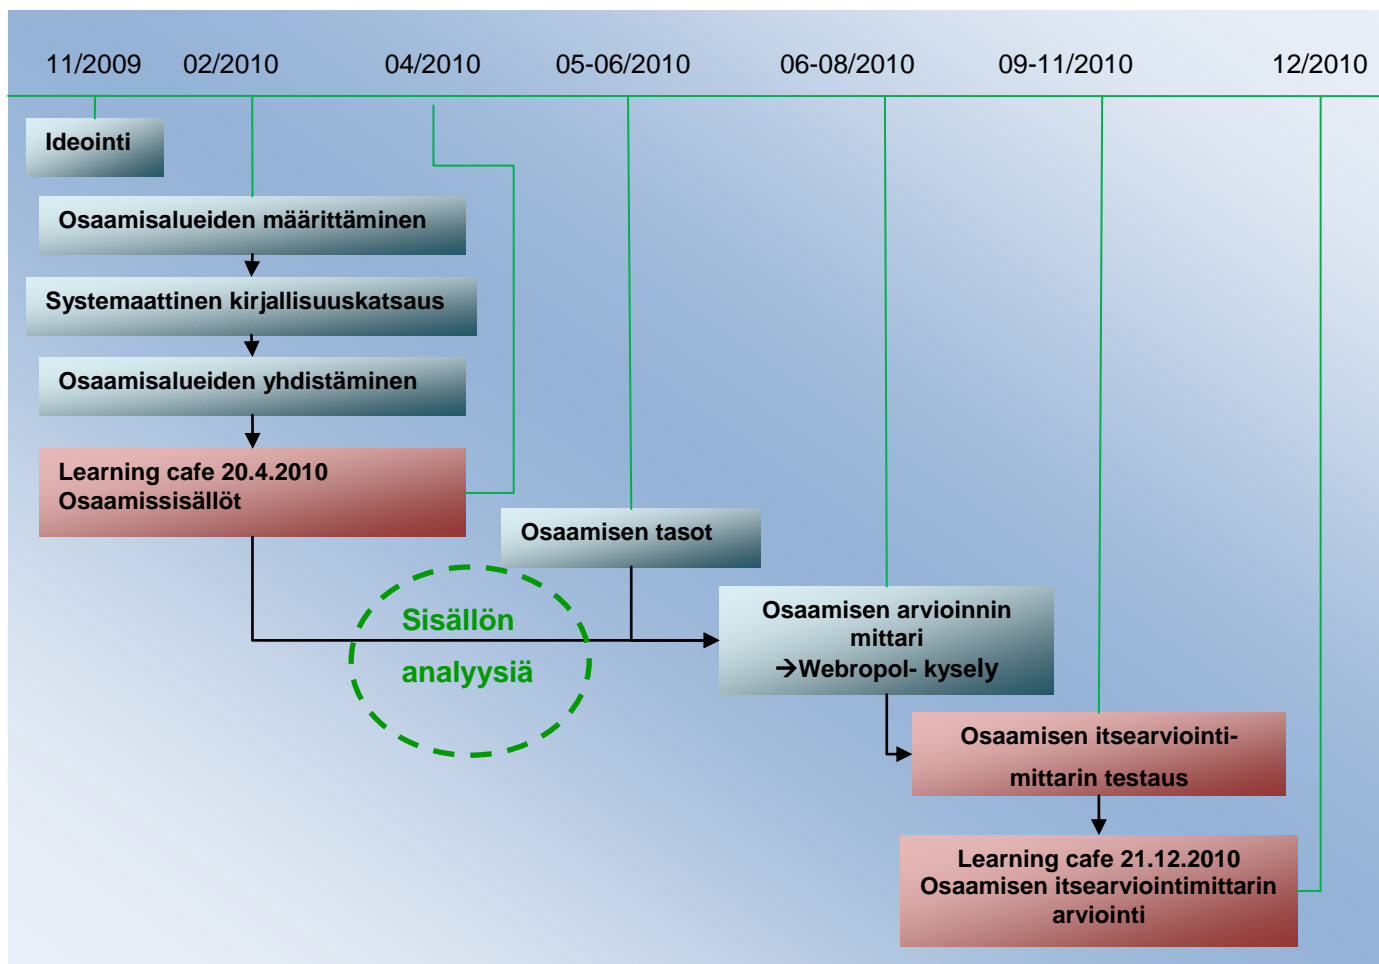 11/2009 02/2010 04/2010 05-06/2010 06-08/2010 09-11/2010 12/2010
Ideointi
Osaamisalueiden määrittäminen
Systemaattinen kirjallisuuskatsaus
Osaamisalueiden yhdistäminen
Learning cafe 20.4.2010
Osaamissisällöt
Osaamisen tasot
Sisällön
analyysiä
Osaamisen arvioinnin
mittari
→Webropol- kysely
Osaamisen itsearviointi-
mittarin testaus
Learning cafe 21.12.2010
Osaamisen itsearviointimittarin
arviointi